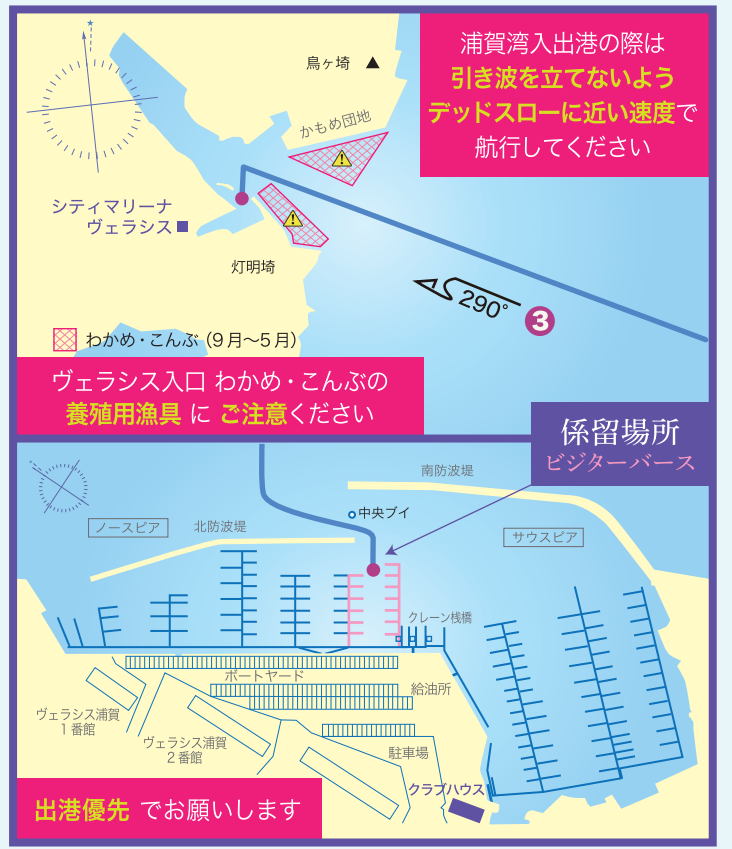 浦賀湾入出港の際は
引き波を立てないよう
デッドスローに近い速度で
航行してください
鳥ヶ埼
かもめ団地
シティマリーナ
ヴェラシス
灯明埼
290°
3
わかめ・こんぶ(9月〜5月)
ヴェラシス入口 わかめ・こんぶの
養殖用漁具 に ご注意ください
係留場所
ビジターバース
南防波堤
中央ブイ
ノースピア
北防波堤
サウスピア
クレーン桟橋
ボートヤード
給油所
ヴェラシス浦賀
1番館
ヴェラシス浦賀
2番館
駐車場
クラブハウス
出港優先 でお願いします